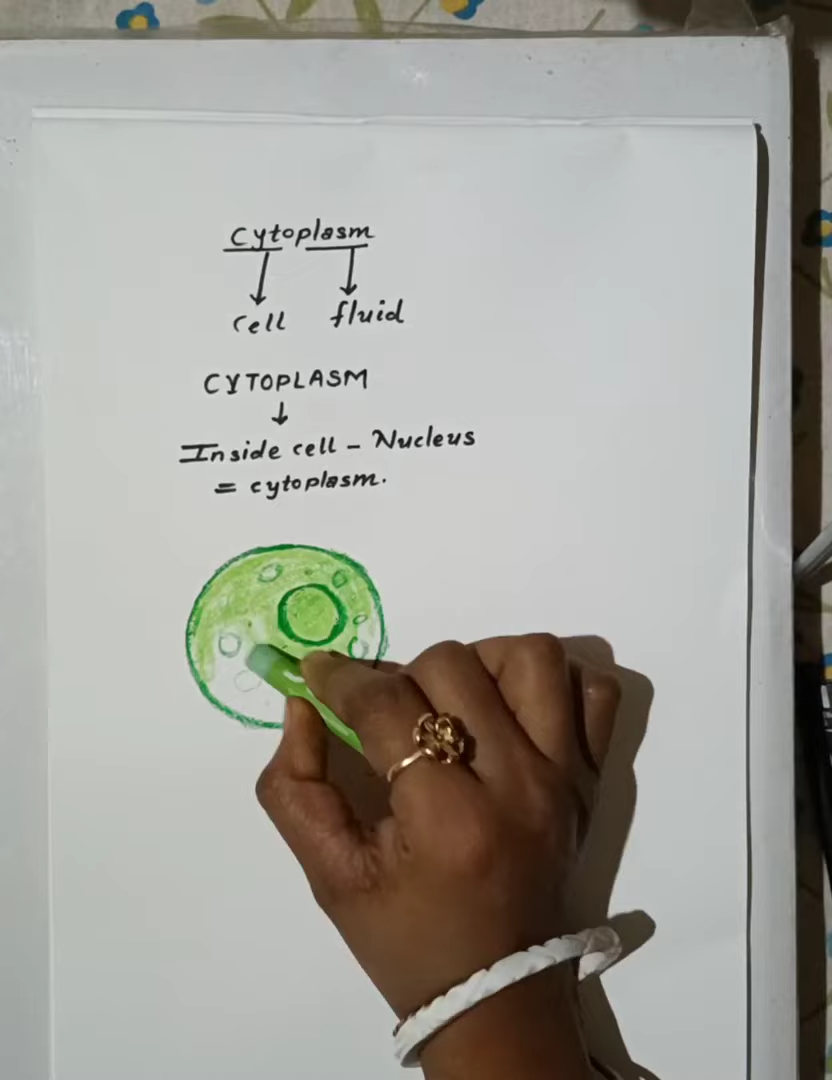 Cytoplasm
cell fluid
CYTOPLASM
Inside cell - Nucleus
= cytoplasm.